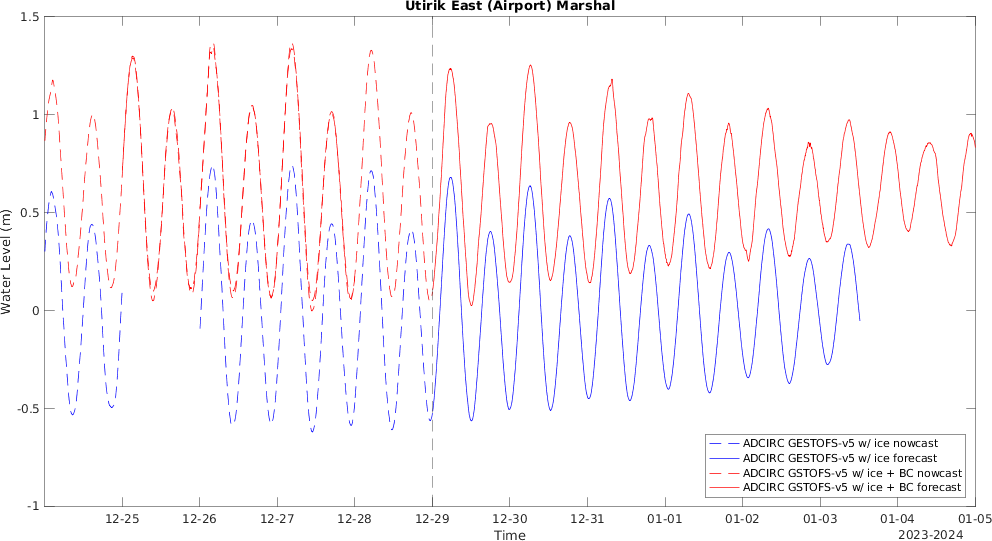 Utirik East (Airport) Marshal
1.5
1
0.5
0
-0.5
-1
Water Level (m)
12-25 12-26 12-27 12-28 12-29 12-30 12-31 01-01 01-02 01-03 01-04 01-05
Time
2023-2024
ADCIRC GESTOFS-v5 w/ ice nowcast
ADCIRC GESTOFS-v5 w/ ice forecast
ADCIRC GSTOFS-v5 w/ ice + BC nowcast
ADCIRC GSTOFS-v5 w/ ice + BC forecast